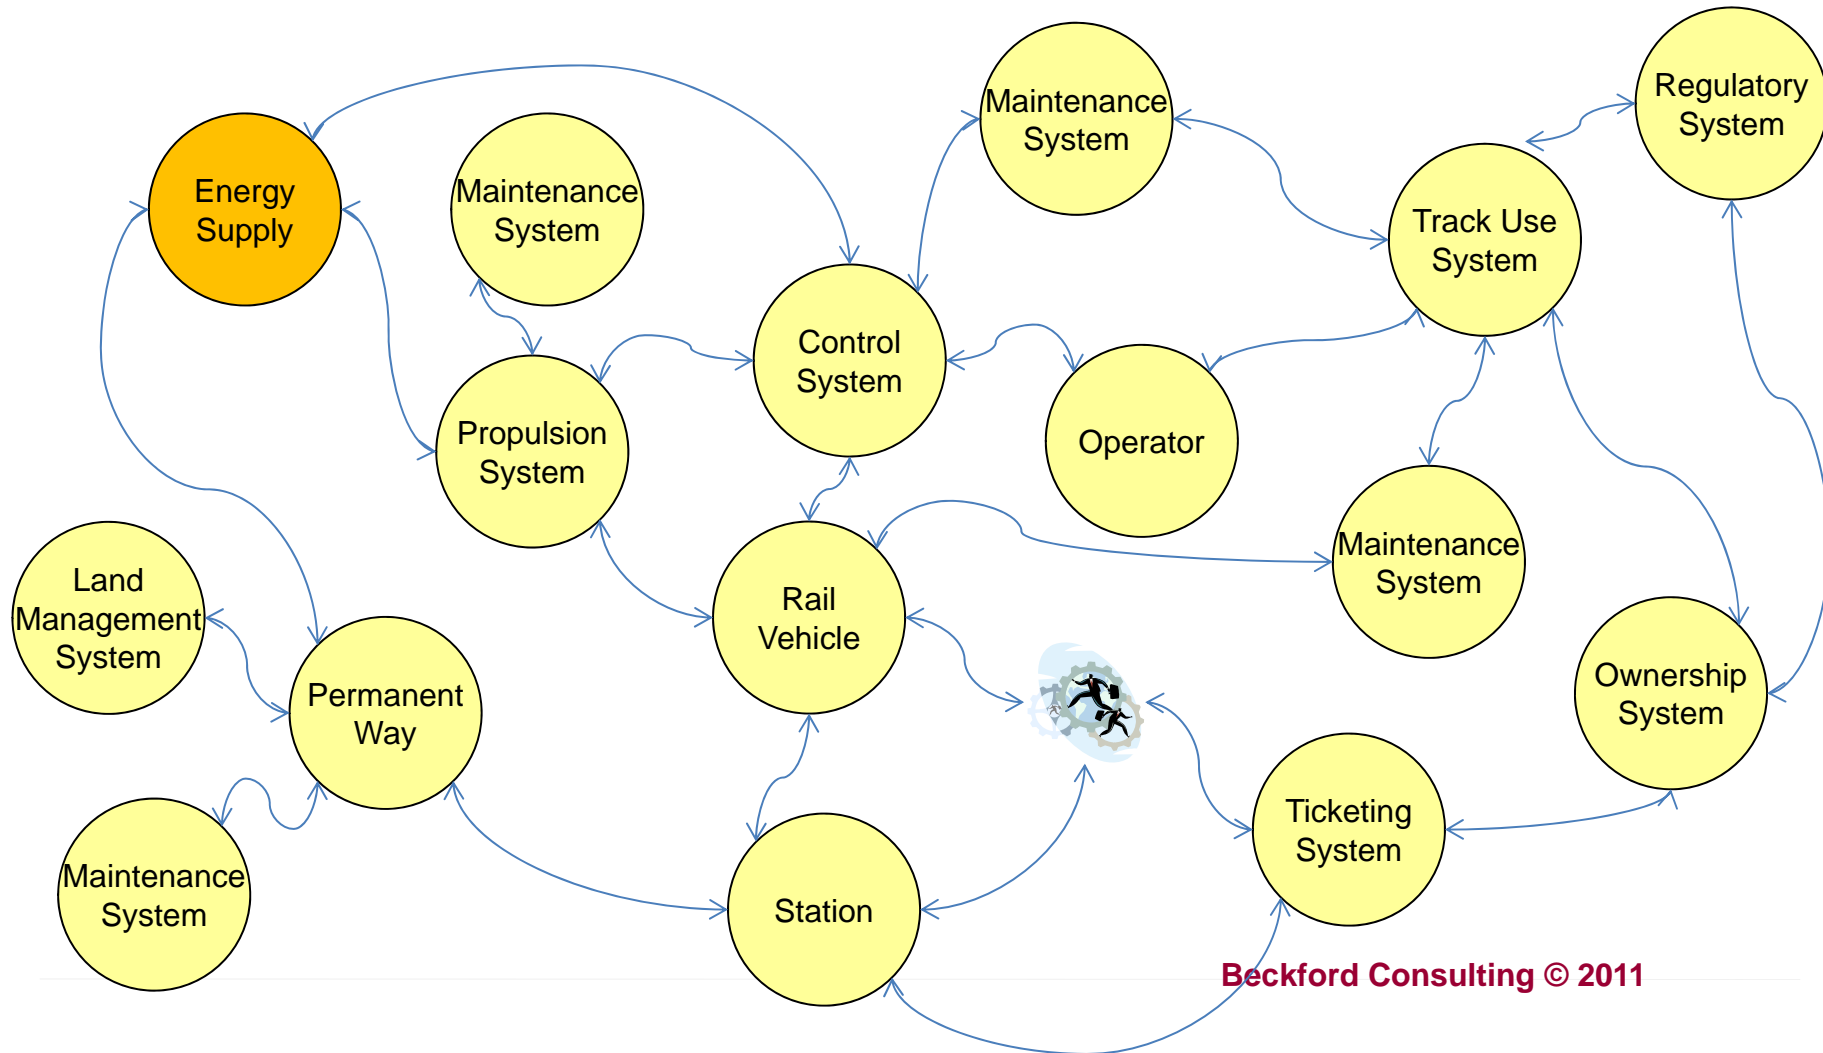 Regulatory
System
Maintenance
System
Energy
Supply
Maintenance
System
Track Use
System
Control
System
Propulsion
System
Operator
Maintenance
System
Land
Management
System
Rail
Vehicle
Permanent
Way
Ownership
System
Ticketing
System
Maintenance
System
Station
Beckford Consulting © 2011